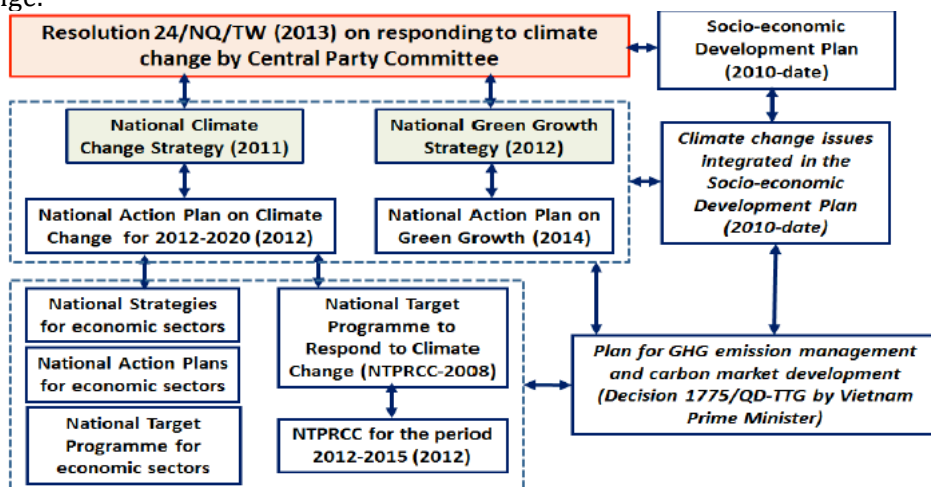 nge.
Resolution 24/NQ/TW (2013) on responding to climate
change by Central Party Committee
Socio-economic
Development Plan
(2010-date)
National Climate
Change Strategy (2011)
National Green Growth
Strategy (2012)
Climate change issues
integrated in the
Socio-economic
Development Plan
(2010-date)
National Action Plan on Climate
Change for 2012-2020 (2012)
National Action Plan on
Green Growth (2014)
National Strategies
for economic sectors
National Action Plans
for economic sectors
National Target
Programme for
economic sectors
National Target
Programme to
Respond to Climate
Change (NTPRCC-2008)
NTPRCC for the period
2012-2015 (2012)
Plan for GHG emission management
and carbon market development
(Decision 1775/QD-TTG by Vietnam
Prime Minister)